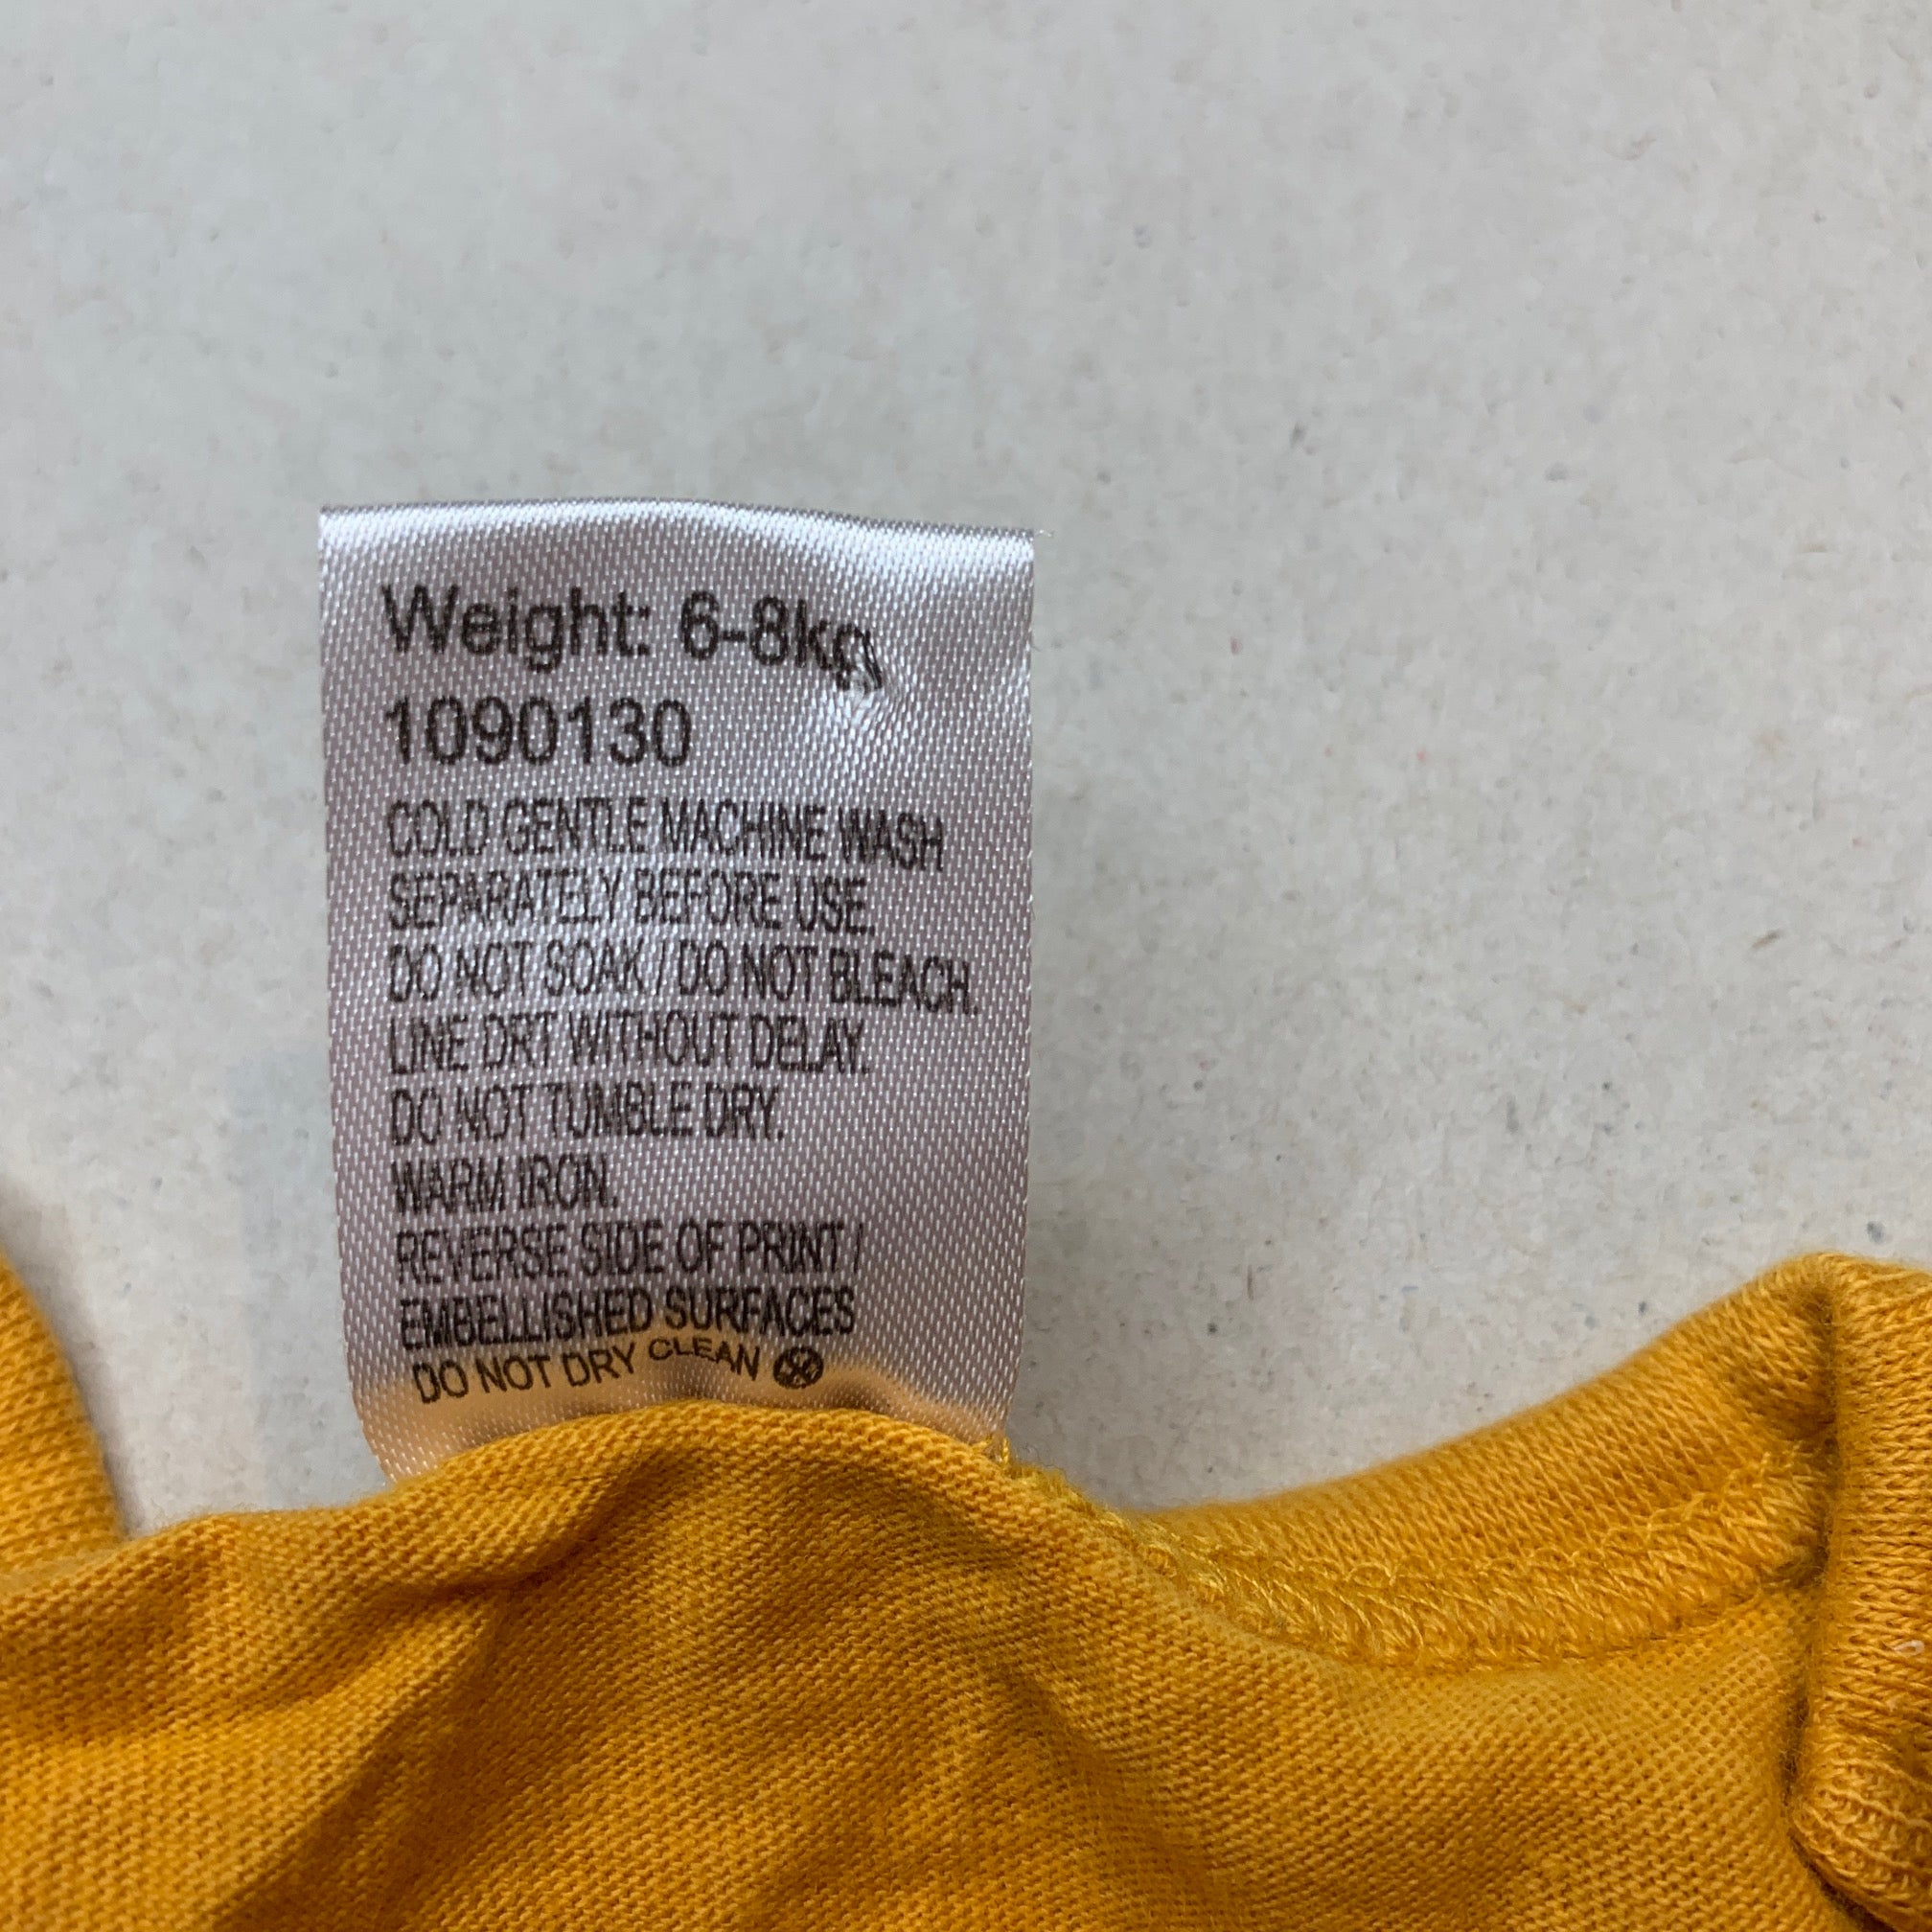 Weight: 6-8kg
1090130
COLD GENTLE MACHINE WASH
SEPARATELY BEFORE USE.
DO NOT SOAK / DO NOT BLEACH.
LINE DRT WITHOUT DELAY.
DO NOT TUMBLE DRY.
WARM IRON.
REVERSE SIDE OF PRINT /
EMBELLISHED SURFACES
DO NOT DRY CLEAN